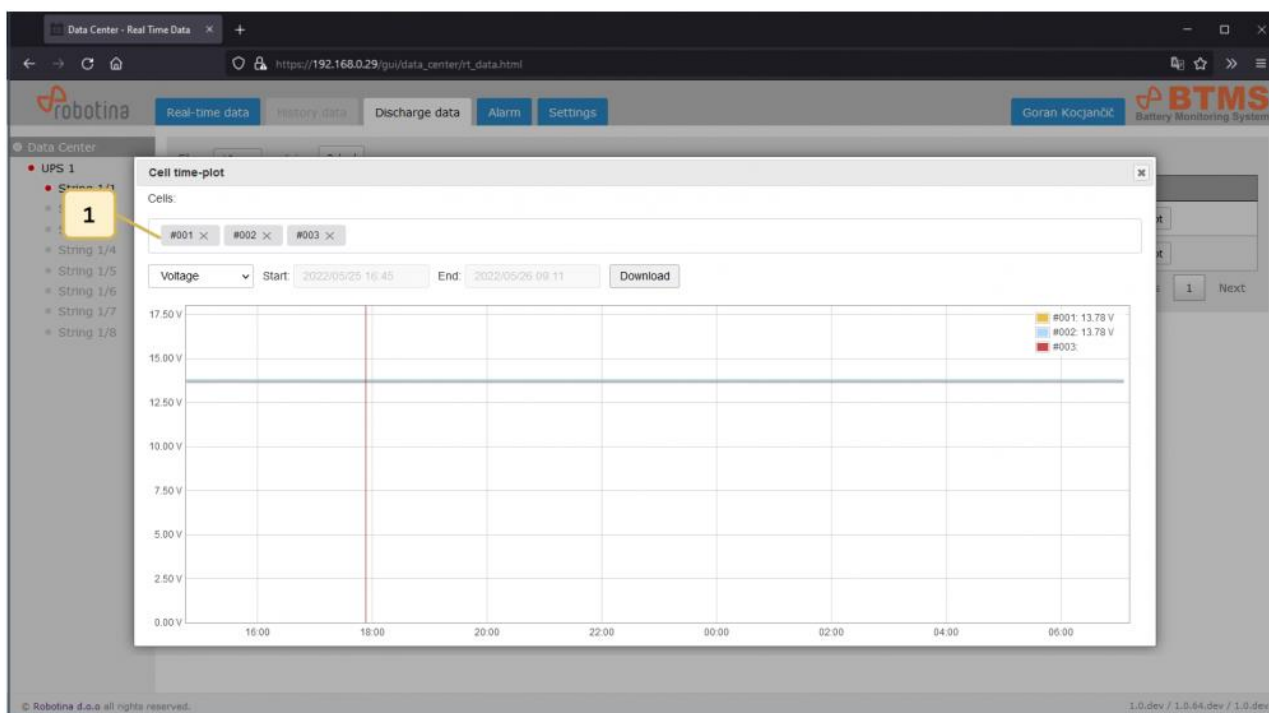 Data Center - Real Time Data
https://192.168.0.29/gui/data_center/rt_data.html
robotina
Real-time data
History data
Discharge data
Alarm
Settings
Goran Kocjančič
BTMS
Battery Monitoring System
Data Center
UPS 1
String 1/1
String 1/4
String 1/5
String 1/6
String 1/7
String 1/8
1
Cell time-plot
Cells:
#001 #002 #003
Voltage Start: 2022/05/25 16:45 End: 2022/05/26 09:11 Download
#001: 13.78 V
#002: 13.78 V
#003:
17.50 V
15.00 V
12.50 V
10.00 V
7.50 V
5.00 V
2.50 V
0.00 V
16:00 18:00 20:00 22:00 00:00 02:00 04:00 06:00
1 Next
© Robotina d.o.o all rights reserved.
1.0.dev / 1.0.64.dev / 1.0.dev